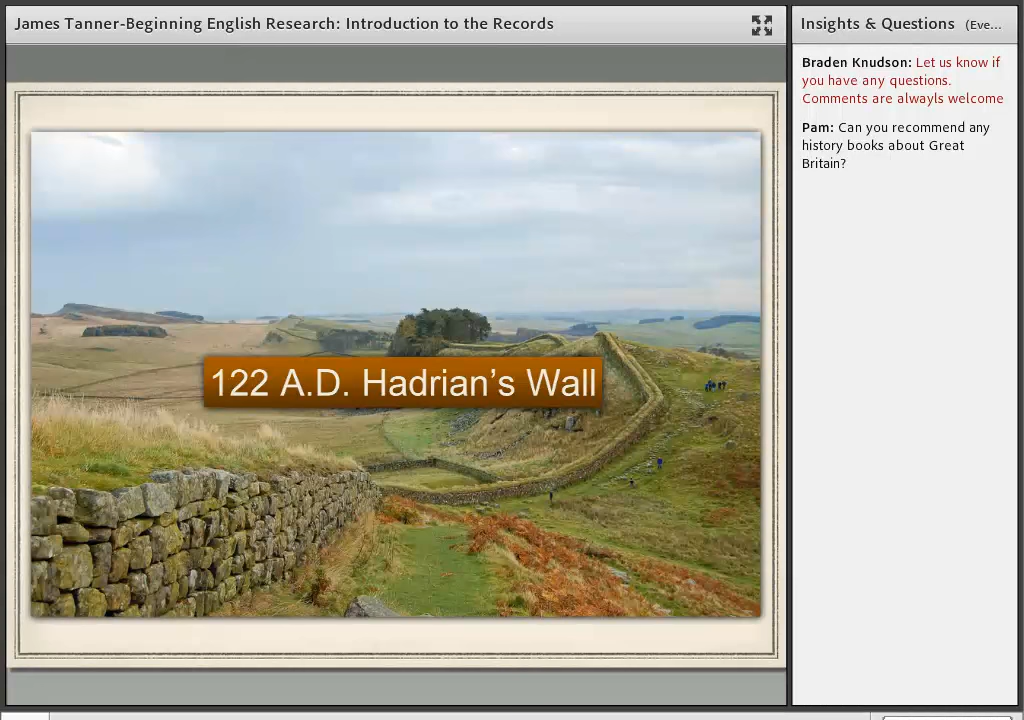 James Tanner-Beginning English Research: Introduction to the Records
Insights & Questions (Eve...
Braden Knudson: Let us know if
you have any questions.
Comments are alwayls welcome
Pam: Can you recommend any
history books about Great
Britain?
122 A.D. Hadrian’s Wall